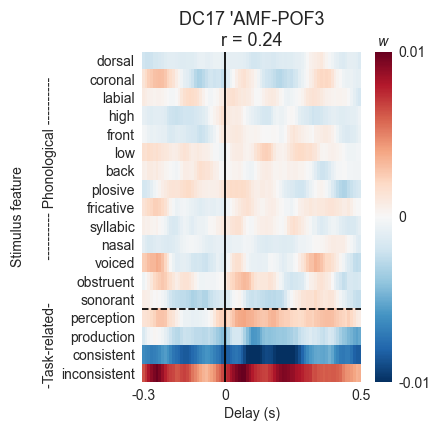 DC17 'AMF-POF3
r = 0.24
w
0.01
0
-0.01
Stimulus feature
---------- Phonological ----------
-Task-related-
dorsal
coronal
labial
high
front
low
back
plosive
fricative
syllabic
nasal
voiced
obstruent
sonorant
perception
production
consistent
inconsistent
-0.3
0
0.5
Delay (s)